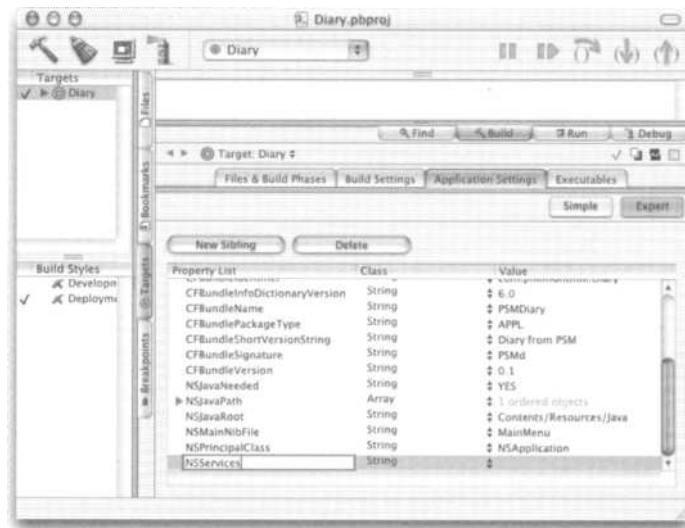 Diary.pbproj
Diary
Targets
Diary
Files
Bookmarks
Targets
Breakpoints
Find Build Run Debug
Target: Diary
Files & Build Phases Build Settings Application Settings Executables
Simple Expert
New Sibling Delete
Build Styles
Developm
Deployme
Property List Class Value
String
CFBundleInfoDictionaryVersion String 6.0
CFBundleName String PSMDiary
CFBundlePackageType String APPL
CFBundleShortVersionString String Diary from PSM
CFBundleSignature String PSMd
CFBundleVersion String 0.1
NSJavaNeeded String YES
NSJavaPath Array 1 ordered objects
NSJavaRoot String Contents/Resources/Java
NSMainNibFile String MainMenu
NSPrincipalClass String NSApplication
NSServices String